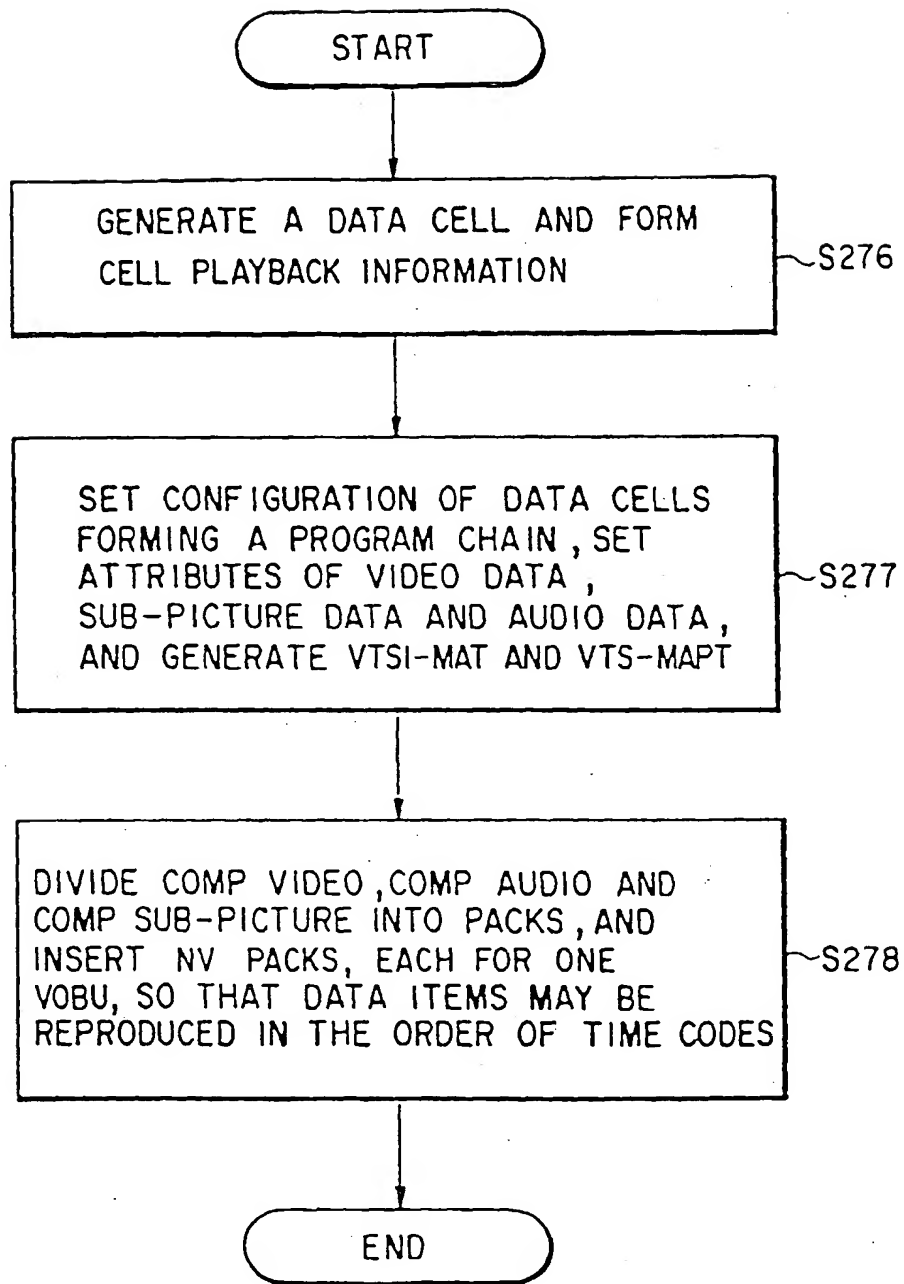 START
GENERATE A DATA CELL AND FORM
CELL PLAYBACK INFORMATION
S276
SET CONFIGURATION OF DATA CELLS
FORMING A PROGRAM CHAIN, SET
ATTRIBUTES OF VIDEO DATA,
SUB-PICTURE DATA AND AUDIO DATA,
AND GENERATE VTSI-MAT AND VTS-MAPT
S277
DIVIDE COMP VIDEO, COMP AUDIO AND
COMP SUB-PICTURE INTO PACKS, AND
INSERT NV PACKS, EACH FOR ONE
VOBU, SO THAT DATA ITEMS MAY BE
REPRODUCED IN THE ORDER OF TIME CODES
S278
END